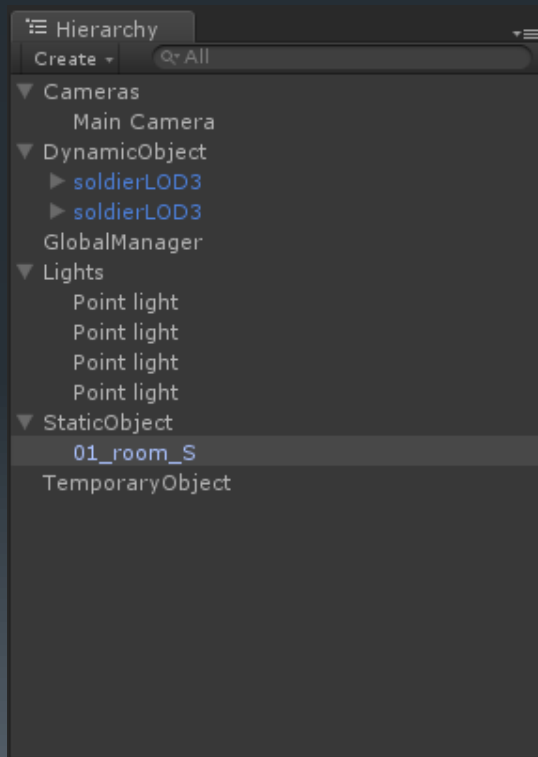 Hierarchy
Create All
Cameras
Main Camera
DynamicObject
soldierLOD3
soldierLOD3
GlobalManager
Lights
Point light
Point light
Point light
Point light
StaticObject
01_room_S
TemporaryObject